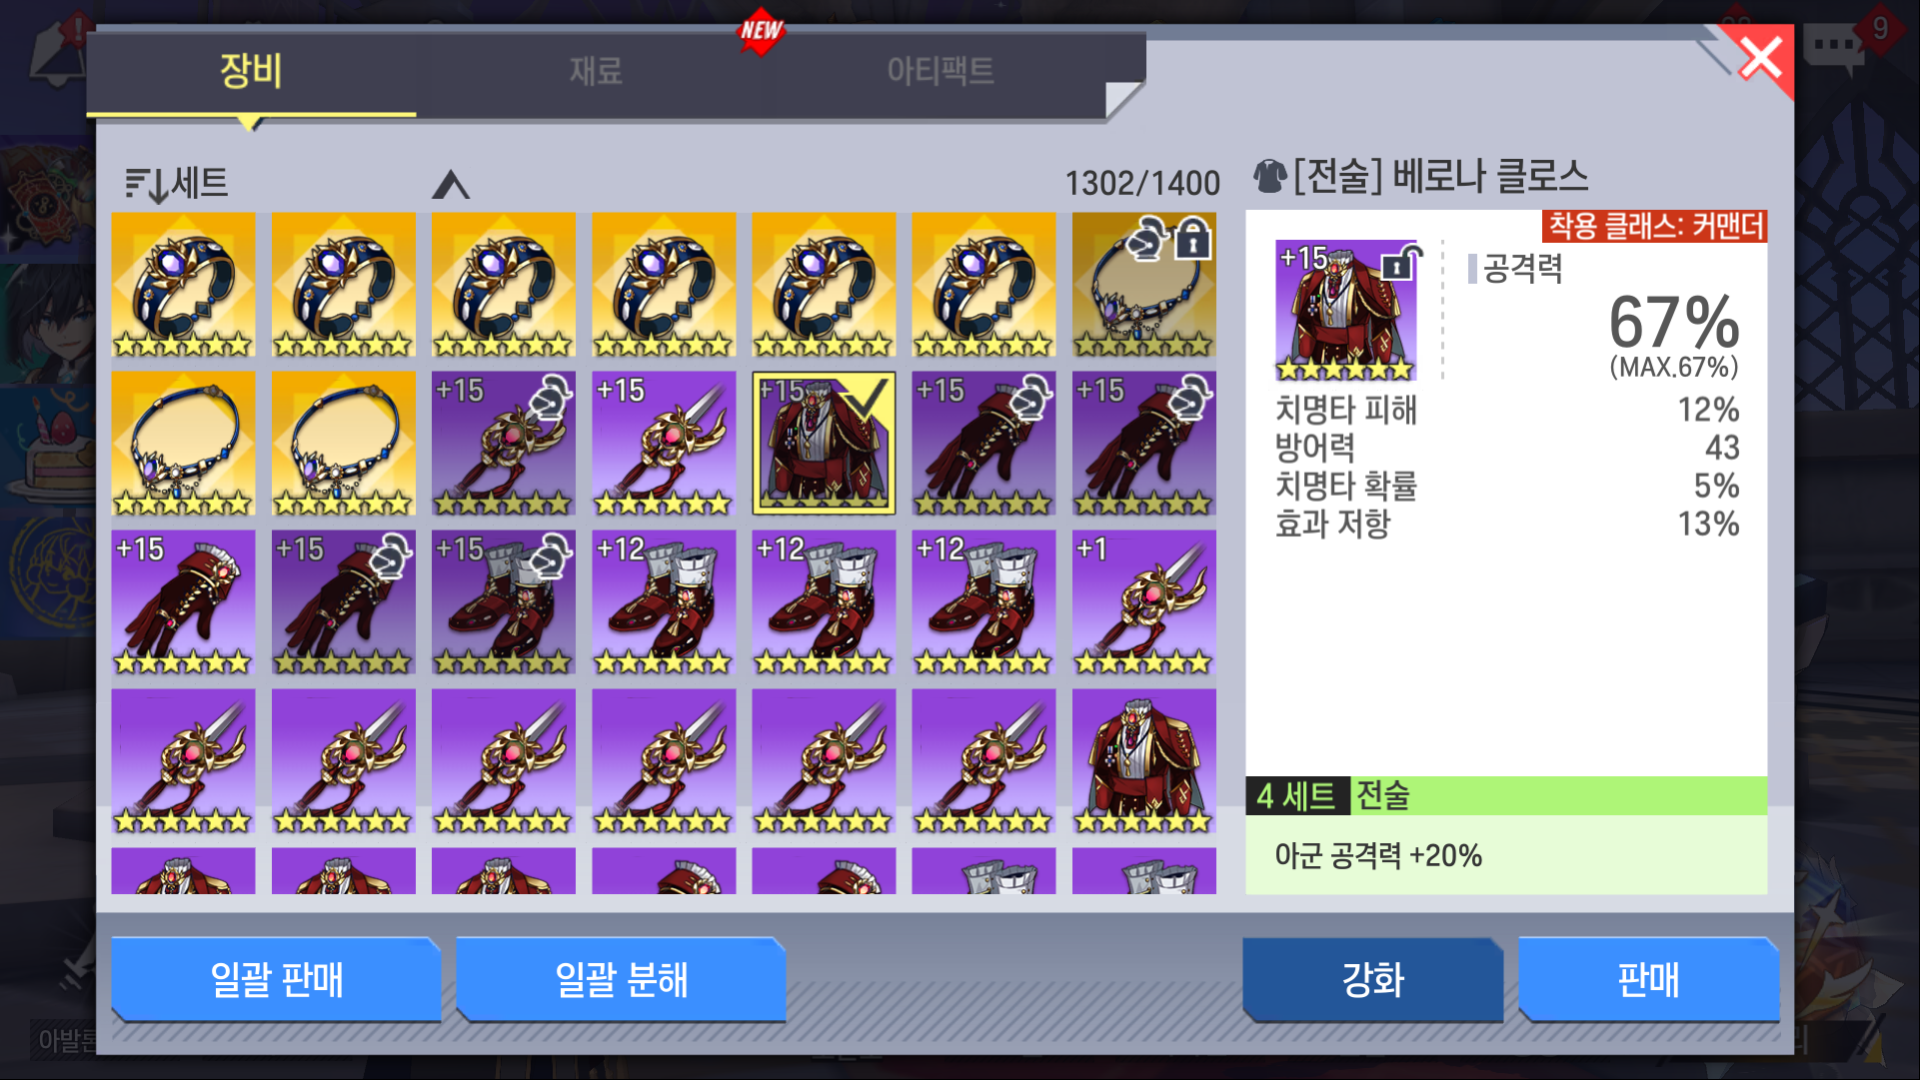 장비
재료
NEW
아티팩트
9
세트
1302/1400
[전술] 베로나 클로스
착용 클래스: 커맨더
+15
공격력
67%
(MAX.67%)
치명타 피해 12%
방어력 43
치명타 확률 5%
효과 저항 13%
+15
+15
+15
+15
+15
+15
+15
+15
+12
+12
+12
+1
4 세트 전술
아군 공격력 +20%
일괄 판매
일괄 분해
강화
판매
아발론